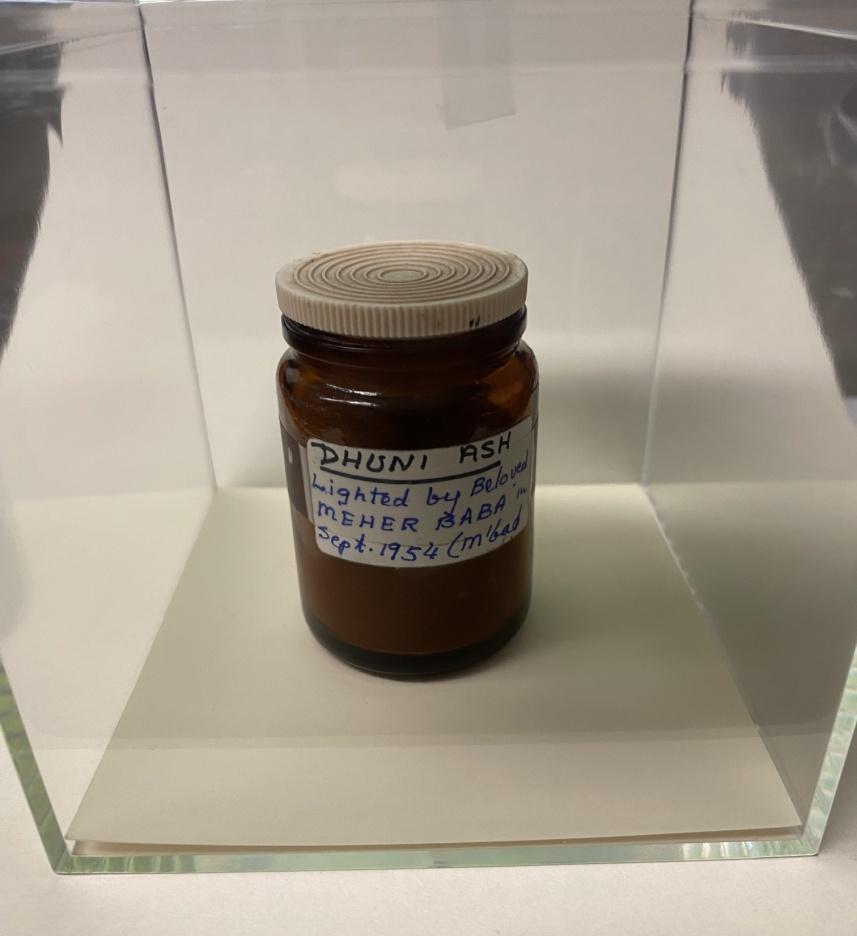 DHUNI ASH
Lighted by Beloved
MEHER BABA in
Sept. 1954 (M'bad